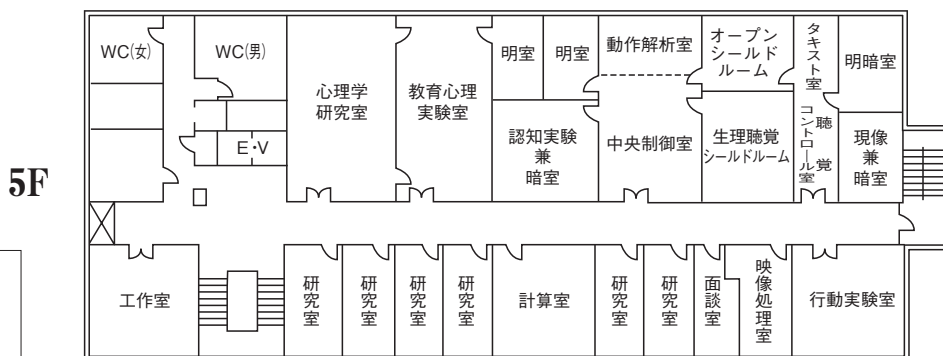 5F
WC(女)
WC(男)
E・V
心理学
研究室
教育心理
実験室
明室
明室
認知実験
兼
暗室
動作解析室
中央制御室
オープン
シールド
ルーム
生理聴覚
シールドルーム
タキスト室
聴覚
コントロール室
明暗室
現像
兼
暗室
工作室
研究室
研究室
研究室
研究室
計算室
研究室
研究室
面談室
映像処理室
行動実験室